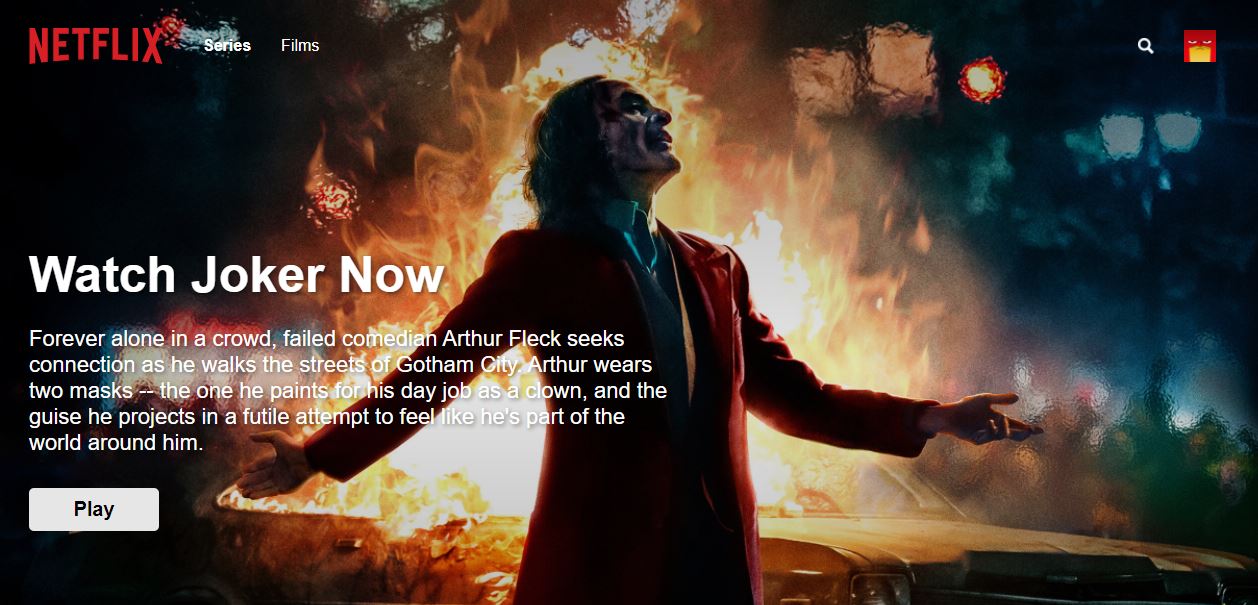 NETFLIX Series Films
Watch Joker Now
Forever alone in a crowd, failed comedian Arthur Fleck seeks
connection as he walks the streets of Gotham City. Arthur wears
two masks -- the one he paints for his day job as a clown, and the
guise he projects in a futile attempt to feel like he's part of the
world around him.
Play